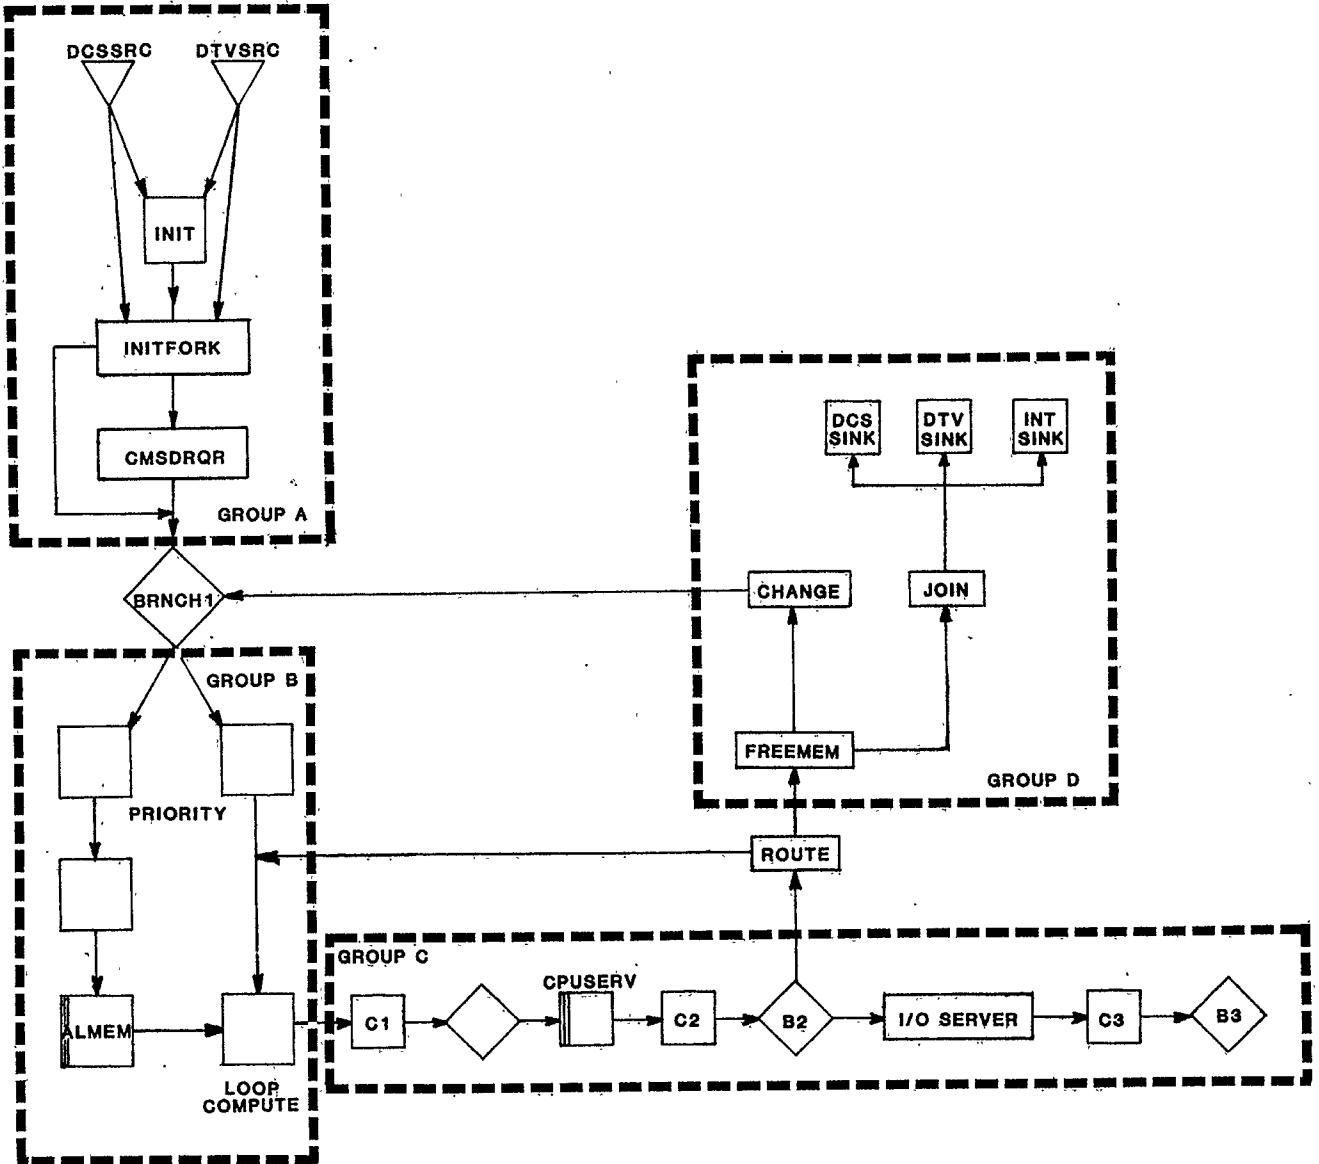 DCSSRC
DTVSRC
INIT
INITFORK
CMSDRQR
GROUP A
BRNCH1
GROUP B
PRIORITY
ALMEM
LOOP
COMPUTE
DCS
SINK
DTV
SINK
INT
SINK
CHANGE
JOIN
FREEMEM
GROUP D
ROUTE
GROUP C
CPUSERV
C1
C2
B2
I/O SERVER
C3
B3